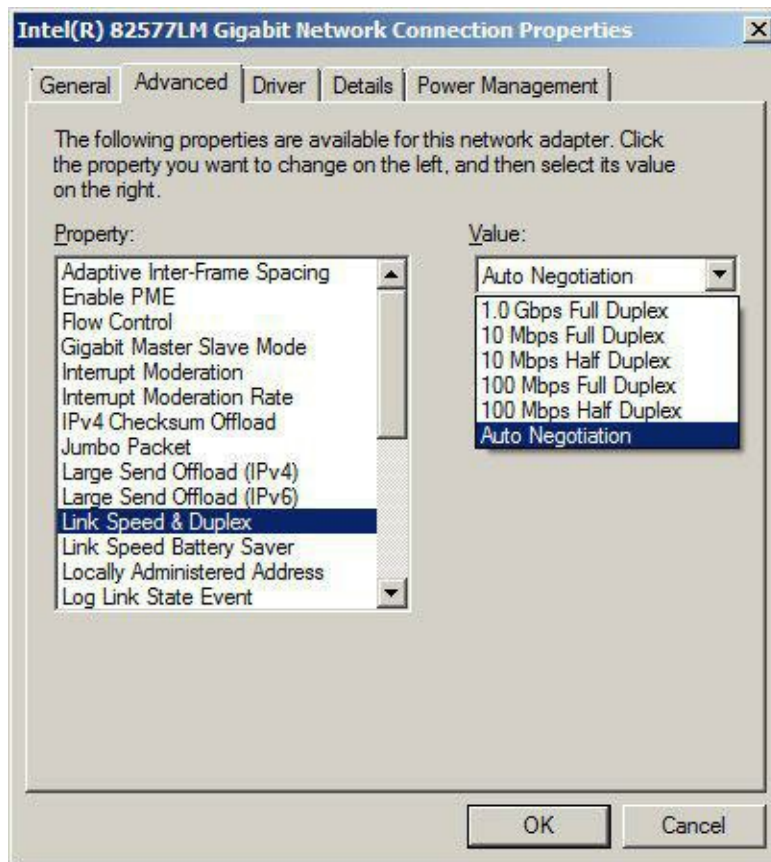 Intel(R) 82577LM Gigabit Network Connection Properties
General Advanced Driver Details Power Management
The following properties are available for this network adapter. Click
the property you want to change on the left, and then select its value
on the right.
Property:
Adaptive Inter-Frame Spacing
Enable PME
Flow Control
Gigabit Master Slave Mode
Interrupt Moderation
Interrupt Moderation Rate
IPv4 Checksum Offload
Jumbo Packet
Large Send Offload (IPv4)
Large Send Offload (IPv6)
Link Speed & Duplex
Link Speed Battery Saver
Locally Administered Address
Log Link State Event
Value:
Auto Negotiation
1.0 Gbps Full Duplex
10 Mbps Full Duplex
10 Mbps Half Duplex
100 Mbps Full Duplex
100 Mbps Half Duplex
Auto Negotiation
OK Cancel